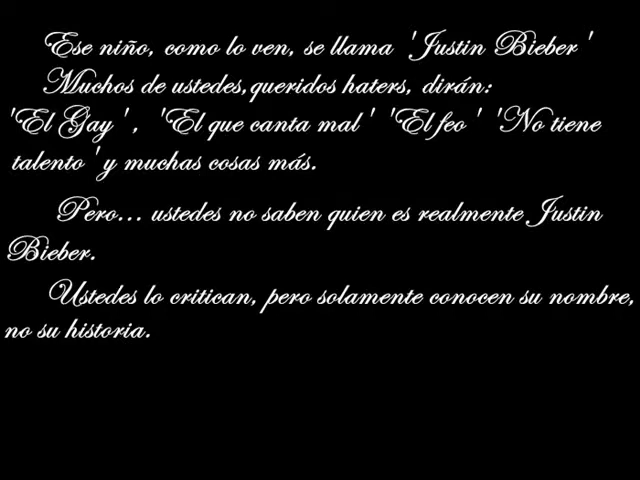 Ese niño, como lo ven, se llama 'Justin Bieber'
Muchos de ustedes,queridos haters, dirán:
'El Gay', 'El que canta mal' 'El feo' 'No tiene
talento' y muchas cosas más.
Pero... ustedes no saben quien es realmente Justin
Bieber.
Ustedes lo critican, pero solamente conocen su nombre,
no su historia.